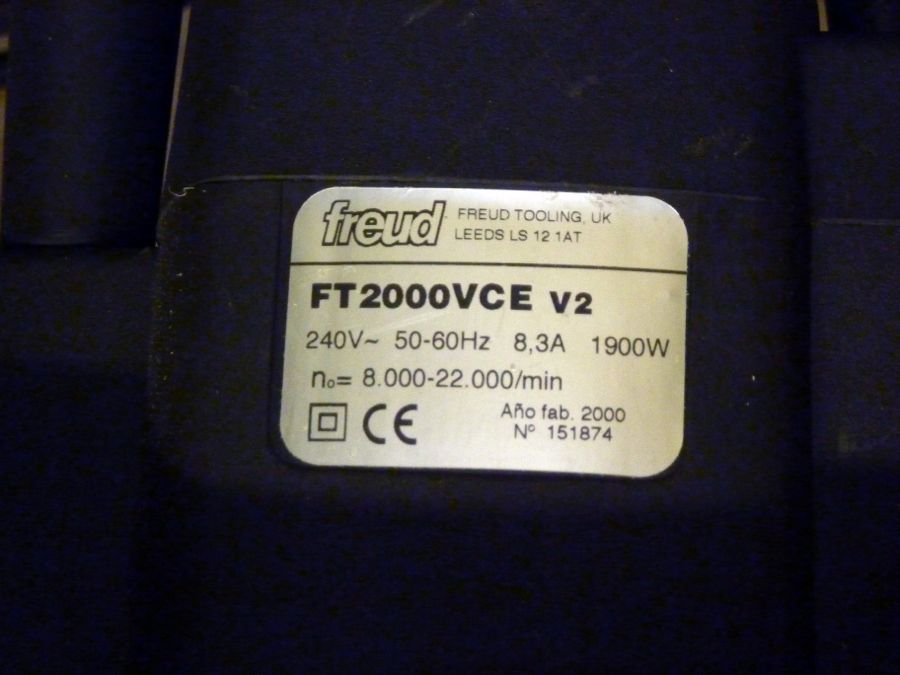 freud FREUD TOOLING, UK
LEEDS LS 12 1AT
FT2000VCE V2
240V~ 50-60Hz 8,3A 1900W
no= 8.000-22.000/min
CE Año fab. 2000
Nº 151874